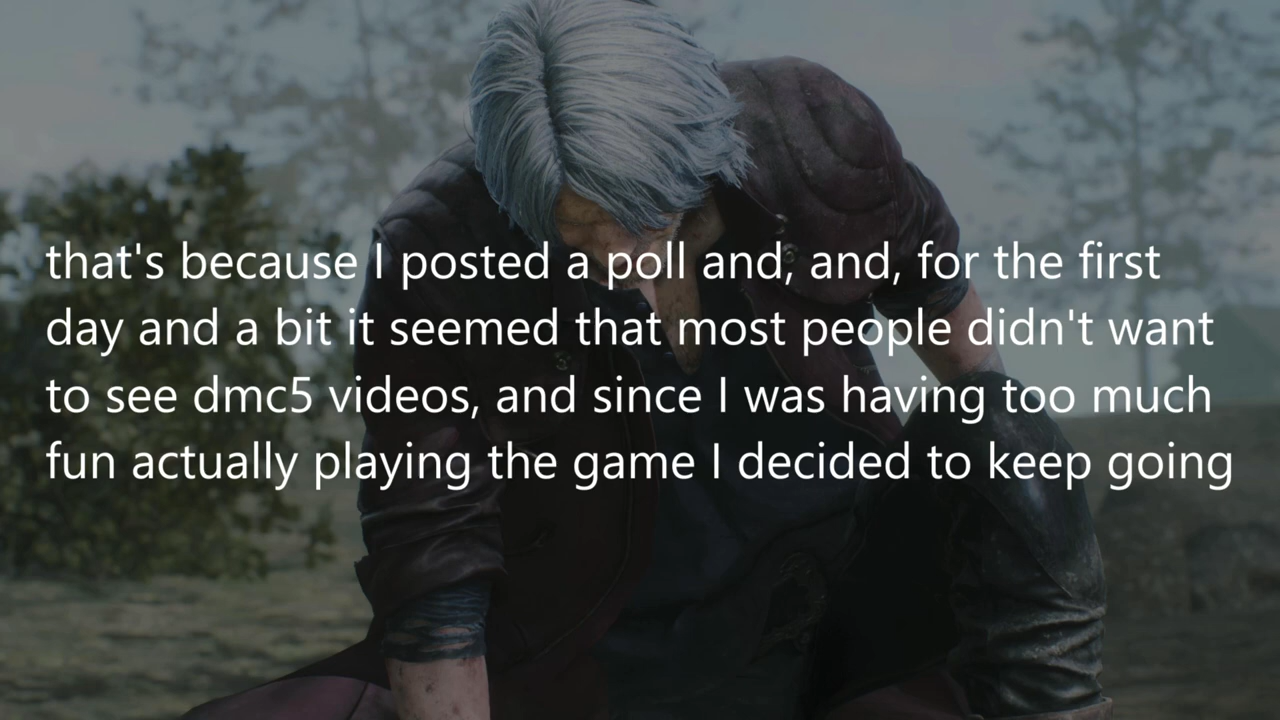 that's because I posted a poll and, and, for the first
day and a bit it seemed that most people didn't want
to see dmc5 videos, and since I was having too much
fun actually playing the game I decided to keep going